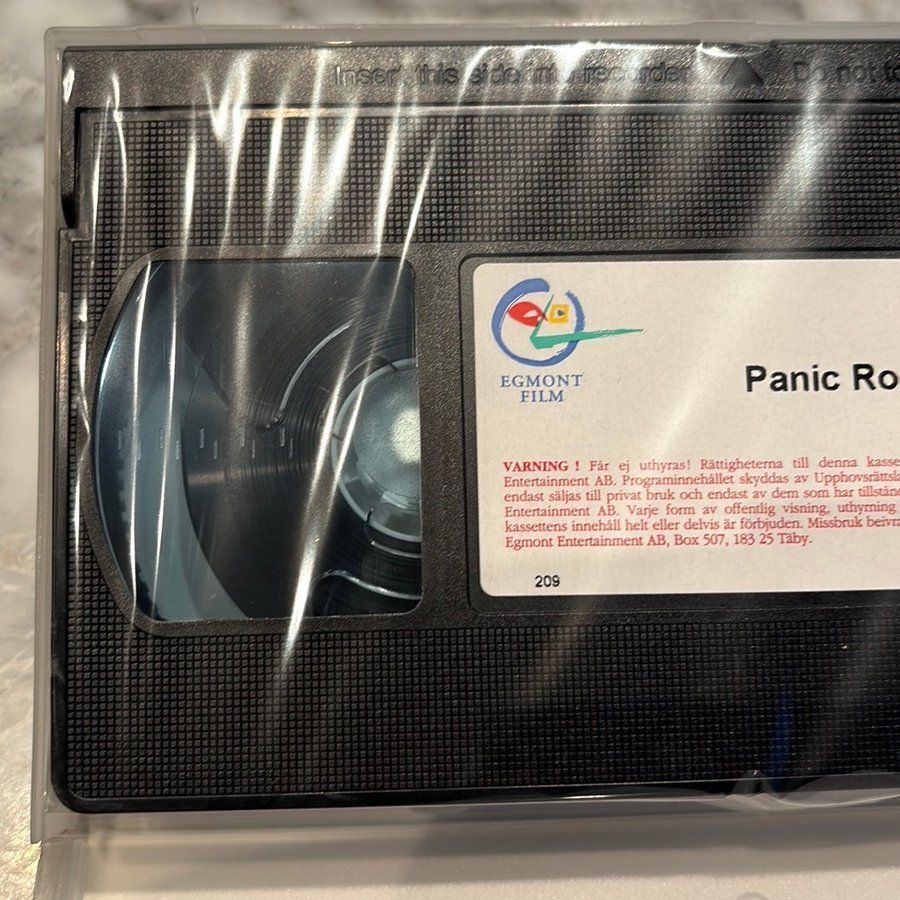 Insert this side into recorder Do not to
EGMONT
FILM
Panic Ro
VARNING ! Får ej uthyras! Rättigheterna till denna kasse
Entertainment AB. Programinnehållet skyddas av Upphovsrättsla
endast säljas till privat bruk och endast av dem som har tillstånd
Entertainment AB. Varje form av offentlig visning, uthyrning
kassettens innehåll helt eller delvis är förbjuden. Missbruk beivra
Egmont Entertainment AB, Box 507, 183 25 Täby.
209